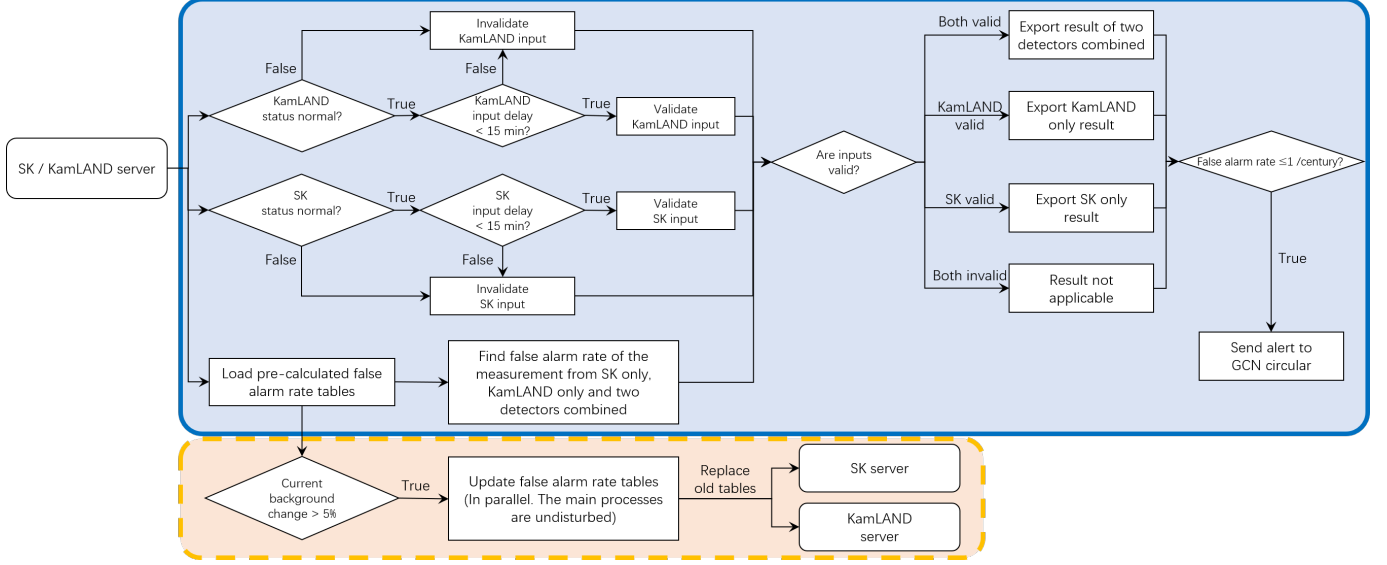 SK / KamLAND server
Invalidate
KamLAND input
False
False
KamLAND
status normal?
True
KamLAND
input delay
< 15 min?
True
Validate
KamLAND input
SK
status normal?
True
SK
input delay
< 15 min?
True
Validate
SK input
False
False
Invalidate
SK input
Load pre-calculated false
alarm rate tables
Find false alarm rate of the
measurement from SK only,
KamLAND only and two
detectors combined
Are inputs
valid?
Both valid
Export result of two
detectors combined
KamLAND
valid
Export KamLAND
only result
SK valid
Export SK only
result
Both invalid
Result not
applicable
False alarm rate ≤1 /century?
True
Send alert to
GCN circular
Current
background
change > 5%
True
Update false alarm rate tables
(In parallel. The main processes
are undisturbed)
Replace
old tables
SK server
KamLAND
server